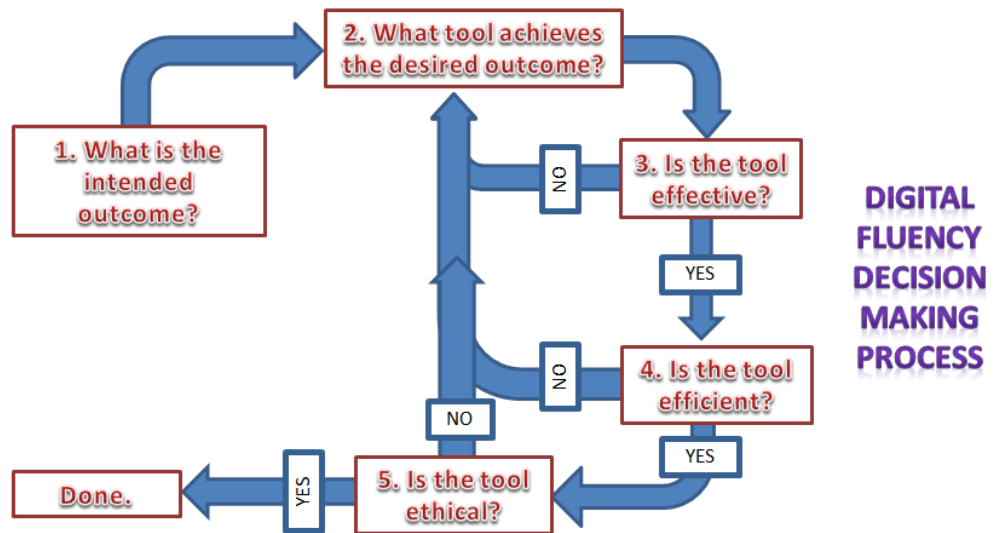 2. What tool achieves
the desired outcome?
1. What is the
intended
outcome?
NO
3. Is the tool
effective?
YES
DIGITAL
FLUENCY
DECISION
MAKING
PROCESS
NO
4. Is the tool
efficient?
NO
YES
Done.
YES
5. Is the tool
ethical?